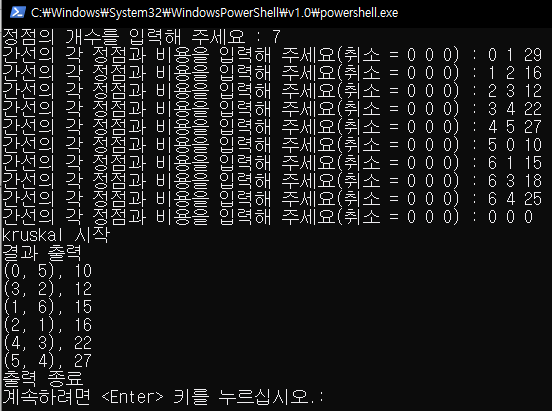 C:₩Windows₩System32₩WindowsPowerShell₩v1.0₩powershell.exe
정점의 개수를 입력해 주세요 : 7
간선의 각 정점과 비용을 입력해 주세요(취소 = 0 0 0) : 0 1 29
간선의 각 정점과 비용을 입력해 주세요(취소 = 0 0 0) : 1 2 16
간선의 각 정점과 비용을 입력해 주세요(취소 = 0 0 0) : 2 3 12
간선의 각 정점과 비용을 입력해 주세요(취소 = 0 0 0) : 3 4 22
간선의 각 정점과 비용을 입력해 주세요(취소 = 0 0 0) : 4 5 27
간선의 각 정점과 비용을 입력해 주세요(취소 = 0 0 0) : 5 0 10
간선의 각 정점과 비용을 입력해 주세요(취소 = 0 0 0) : 6 1 15
간선의 각 정점과 비용을 입력해 주세요(취소 = 0 0 0) : 6 3 18
간선의 각 정점과 비용을 입력해 주세요(취소 = 0 0 0) : 6 4 25
간선의 각 정점과 비용을 입력해 주세요(취소 = 0 0 0) : 0 0 0
kruskal 시작
결과 출력
(0, 5), 10
(3, 2), 12
(1, 6), 15
(2, 1), 16
(4, 3), 22
(5, 4), 27
출력 종료
계속하려면 <Enter> 키를 누르십시오.: